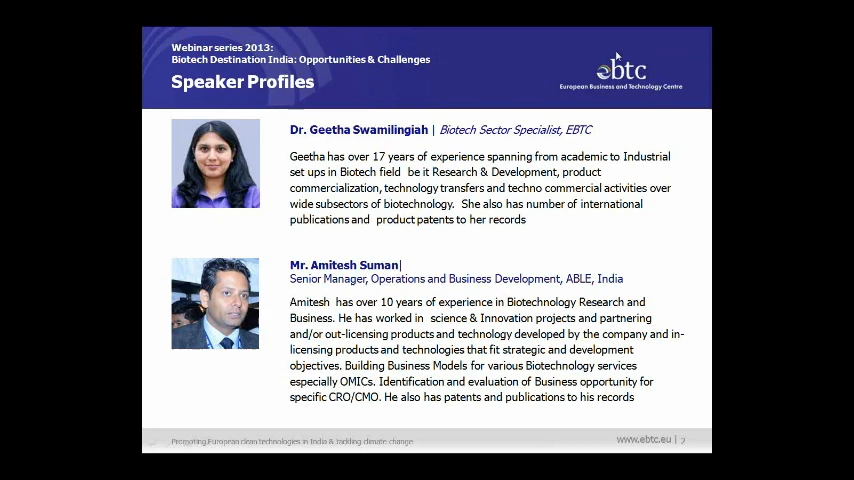 Webinar series 2013:
Biotech Destination India: Opportunities & Challenges
Speaker Profiles
ebtc
European Business and Technology Centre
Dr. Geetha Swamilingiah | Biotech Sector Specialist, EBTC
Geetha has over 17 years of experience spanning from academic to Industrial
set ups in Biotech field be it Research & Development, product
commercialization, technology transfers and techno commercial activities over
wide subsectors of biotechnology. She also has number of international
publications and product patents to her records
Mr. Amitesh Suman|
Senior Manager, Operations and Business Development, ABLE, India
Amitesh has over 10 years of experience in Biotechnology Research and
Business. He has worked in science & Innovation projects and partnering
and/or out-licensing products and technology developed by the company and in-
licensing products and technologies that fit strategic and development
objectives. Building Business Models for various Biotechnology services
especially OMICs. Identification and evaluation of Business opportunity for
specific CRO/CMO. He also has patents and publications to his records
Promoting European clean technologies in India & tackling climate change
www.ebtc.eu | 2